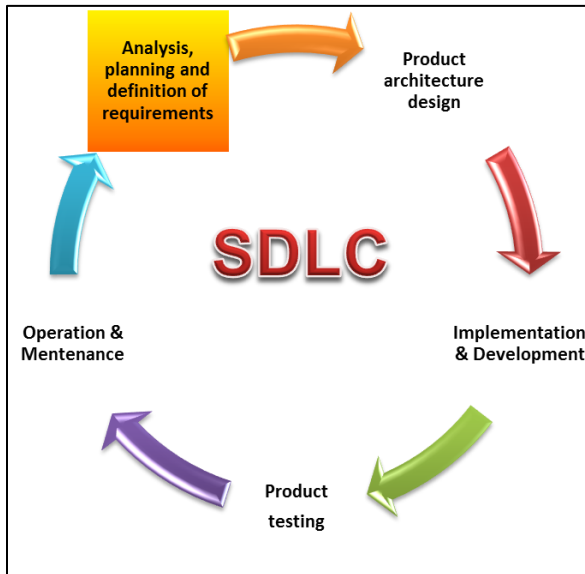 Analysis,
planning and
definition of
requirements
Product
architecture
design
SDLC
Operation &
Mentenance
Implementation
& Development
Product
testing